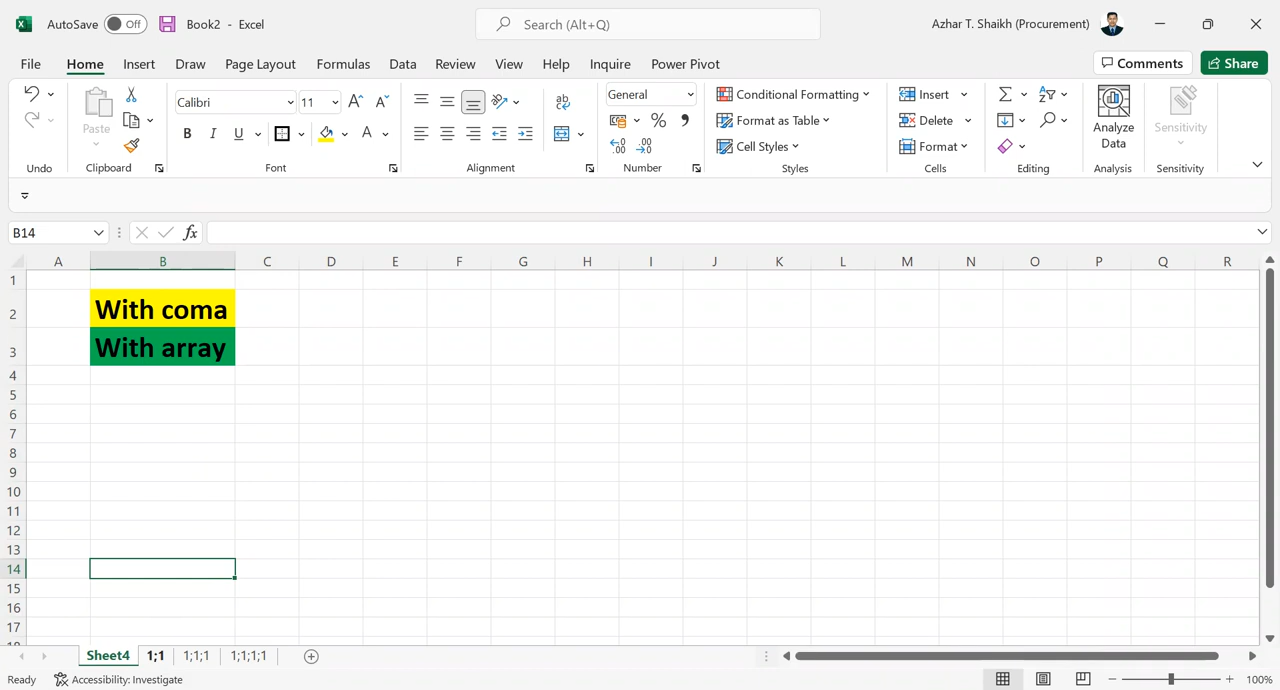 AutoSave Off Book2 - Excel Search (Alt+Q) Azhar T. Shaikh (Procurement)
File Home Insert Draw Page Layout Formulas Data Review View Help Inquire Power Pivot Comments Share
Calibri 11 General Conditional Formatting Insert
Paste B I U A % Format as Table Delete Analyze Data Sensitivity
Cell Styles Format
Undo Clipboard Font Alignment Number Styles Cells Editing Analysis Sensitivity
B14 fx
A B C D E F G H I J K L M N O P Q R
1
2 With coma
3 With array
4
5
6
7
8
9
10
11
12
13
14
15
16
17
Sheet4 1;1 1;1;1 1;1;1;1
Ready Accessibility: Investigate 100%